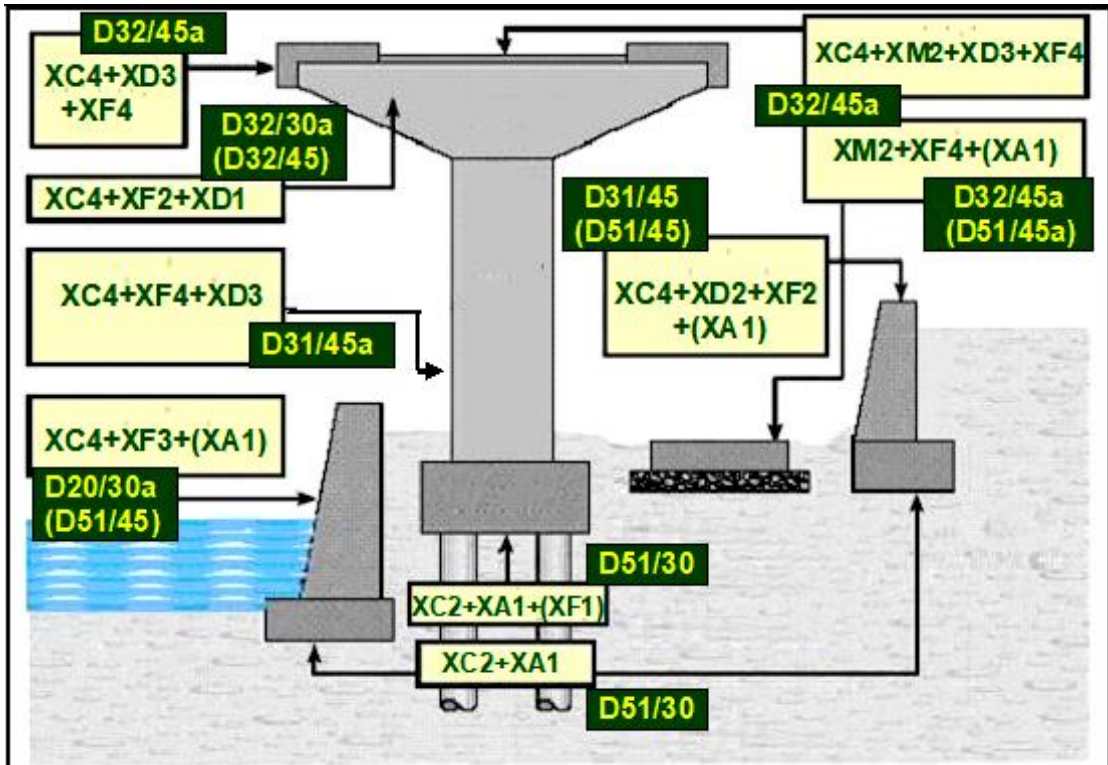 D32/45a
XC4+XD3
+XF4
D32/30a
(D32/45)
XC4+XF2+XD1
XC4+XF4+XD3
D31/45a
XC4+XF3+(XA1)
D20/30a
(D51/45)
XC4+XM2+XD3+XF4
D32/45a
XM2+XF4+(XA1)
D32/45a
(D51/45a)
D31/45
(D51/45)
XC4+XD2+XF2
+(XA1)
D51/30
XC2+XA1+(XF1)
XC2+XA1
D51/30